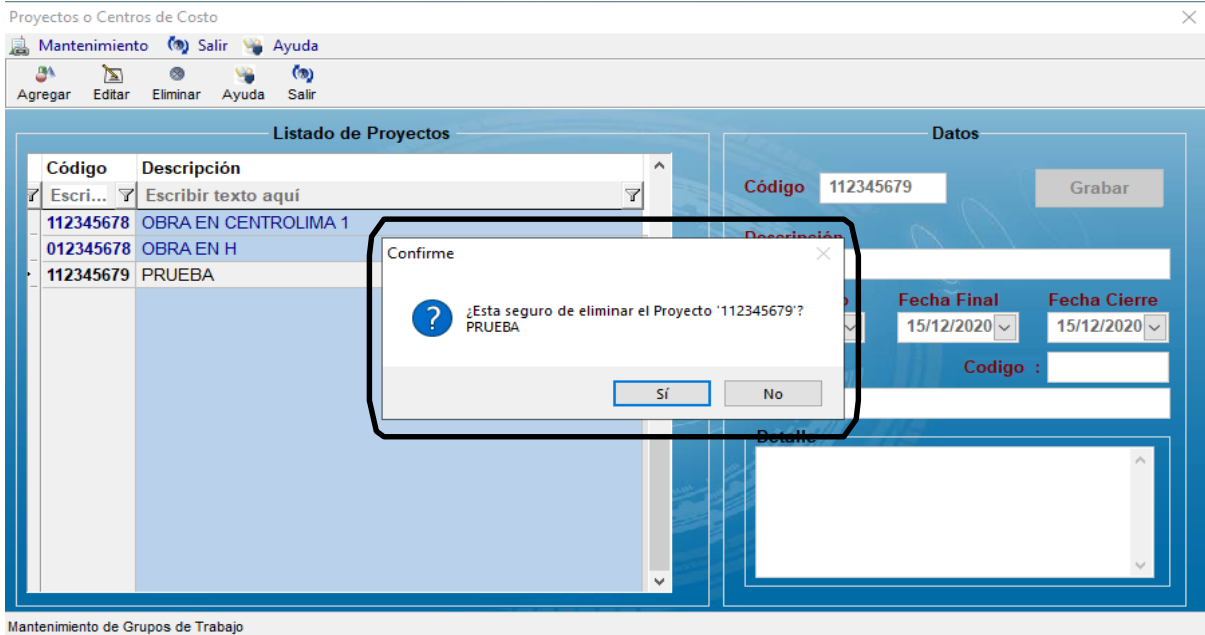 Proyectos o Centros de Costo
Mantenimiento Salir Ayuda
Agregar Editar Eliminar Ayuda Salir
Listado de Proyectos
Código Descripción
Escri... Escribir texto aquí
112345678 OBRA EN CENTROLIMA 1
012345678 OBRA EN H
112345679 PRUEBA
Confirme
¿Esta seguro de eliminar el Proyecto '112345679'?
PRUEBA
Sí No
Datos
Código 112345679 Grabar
Descripción
Fecha Final Fecha Cierre
15/12/2020 15/12/2020
Codigo :
Detalle
Mantenimiento de Grupos de Trabajo